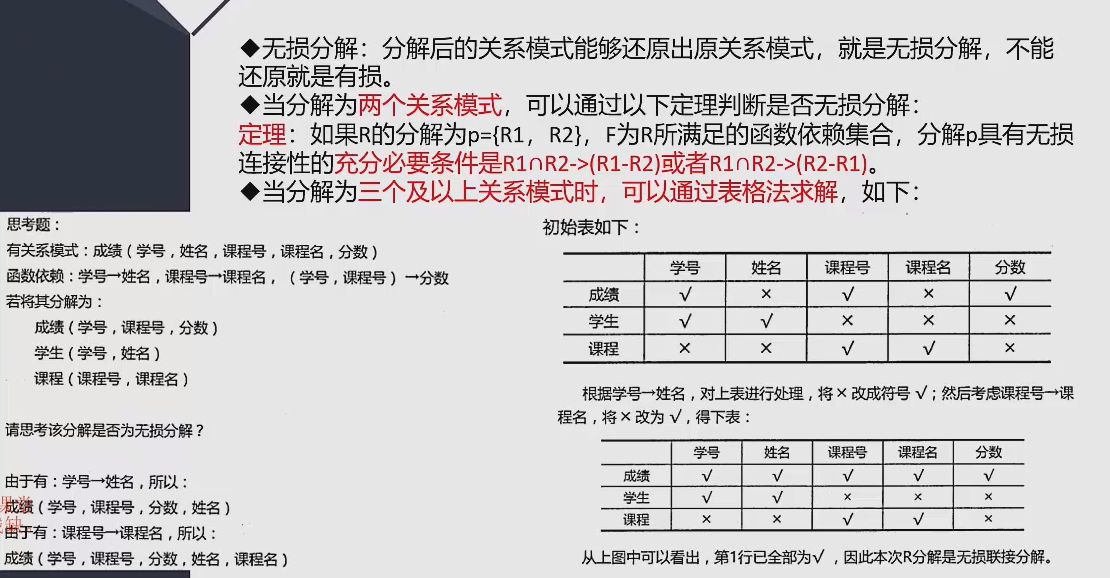 ◆无损分解：分解后的关系模式能够还原出原关系模式，就是无损分解，不能
还原就是有损。
◆当分解为两个关系模式，可以通过以下定理判断是否无损分解：
定理：如果R的分解为p={R1，R2}，F为R所满足的函数依赖集合，分解p具有无损
连接性的充分必要条件是R1∩R2->(R1-R2)或者R1∩R2->(R2-R1)。
◆当分解为三个及以上关系模式时，可以通过表格法求解，如下：
思考题：
有关系模式：成绩（学号，姓名，课程号，课程名，分数）
函数依赖：学号→姓名，课程号→课程名，（学号，课程号）→分数
若将其分解为：
成绩（学号，课程号，分数）
学生（学号，姓名）
课程（课程号，课程名）
请思考该分解是否为无损分解？
由于有：学号→姓名，所以：
成绩（学号，课程号，分数，姓名）
由于有：课程号→课程名，所以：
成绩（学号，课程号，分数，姓名，课程名）
初始表如下：
学号 姓名 课程号 课程名 分数
成绩 √ × √ × √
学生 √ √ × × ×
课程 × × √ √ ×
根据学号→姓名，对上表进行处理，将×改成符号√；然后考虑课程号→课
程名，将×改为√，得下表：
学号 姓名 课程号 课程名 分数
成绩 √ √ √ √ √
学生 √ √ × × ×
课程 × × √ √ ×
从上图中可以看出，第1行已全部为√，因此本次R分解是无损联接分解。